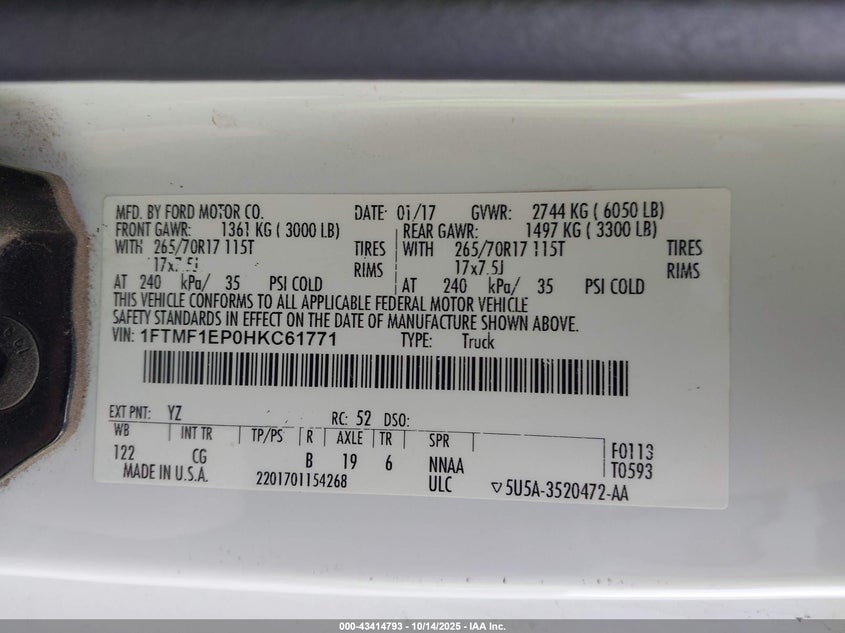 MFD. BY FORD MOTOR CO. DATE: 01/17 GVWR: 2744 KG ( 6050 LB)
FRONT GAWR: 1361 KG ( 3000 LB) REAR GAWR: 1497 KG ( 3300 LB)
WITH 265/70R17 115T TIRES WITH 265/70R17 115T TIRES
17x7.5J RIMS 17x7.5J RIMS
AT 240 kPa/ 35 PSI COLD AT 240 kPa/ 35 PSI COLD
THIS VEHICLE CONFORMS TO ALL APPLICABLE FEDERAL MOTOR VEHICLE
SAFETY STANDARDS IN EFFECT ON THE DATE OF MANUFACTURE SHOWN ABOVE.
VIN: 1FTMF1EP0HKC61771 TYPE: Truck
EXT PNT: YZ RC: 52 DSO:
WB INT TR TP/PS R AXLE TR SPR F0113
122 CG B 19 6 NNAA T0593
MADE IN U.S.A. 2201701154268 ULC ▽5U5A-3520472-AA
000-43414793 - 10/14/2025 - IAA Inc.